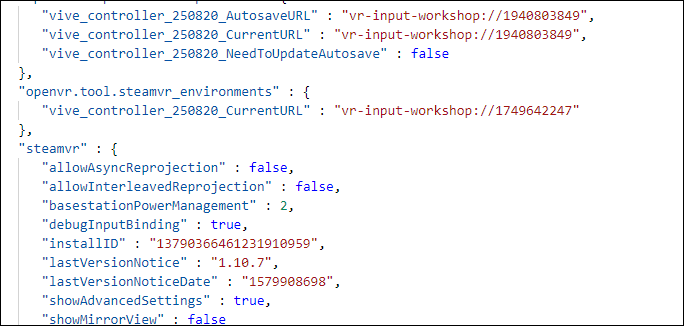 "vive_controller_250820_AutosaveURL" : "vr-input-workshop://1940803849",
"vive_controller_250820_CurrentURL" : "vr-input-workshop://1940803849",
"vive_controller_250820_NeedToUpdateAutosave" : false
},
"openvr.tool.steamvr_environments" : {
"vive_controller_250820_CurrentURL" : "vr-input-workshop://1749642247"
},
"steamvr" : {
"allowAsyncReprojection" : false,
"allowInterleavedReprojection" : false,
"basestationPowerManagement" : 2,
"debugInputBinding" : true,
"installID" : "13790366461231910959",
"lastVersionNotice" : "1.10.7",
"lastVersionNoticeDate" : "1579908698",
"showAdvancedSettings" : true,
"showMirrorView" : false